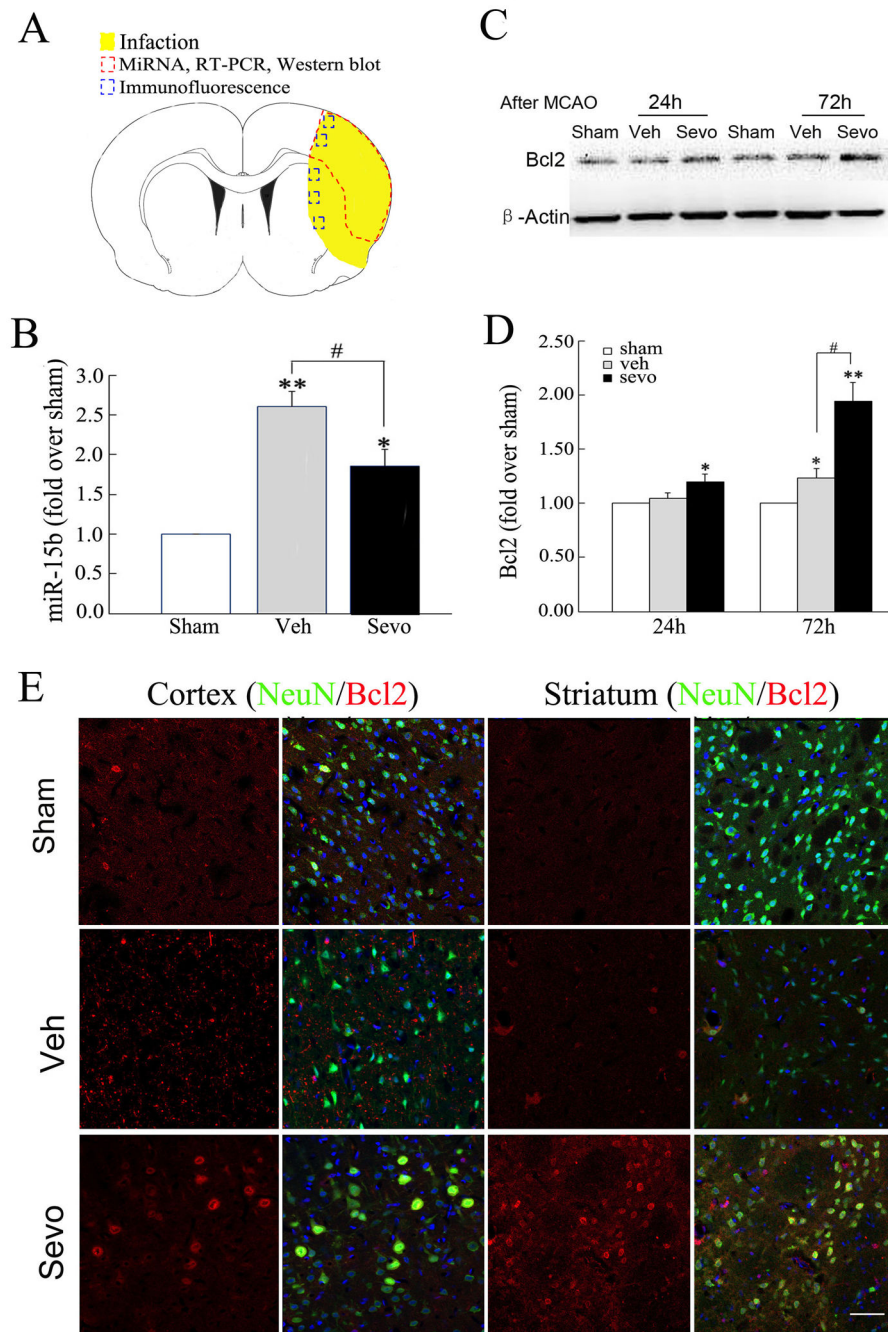 A
Infaction
MiRNA, RT-PCR, Western blot
Immunofluorescence
C
After MCAO 24h 72h
Sham Veh Sevo Sham Veh Sevo
Bcl2
β-Actin
B
miR-15b (fold over sham)
3.0
2.5
2.0
1.5
1.0
0.5
0.0
#
**
*
Sham Veh Sevo
D
Bcl2 (fold over sham)
2.50
2.00
1.50
1.00
0.50
0.00
sham
veh
sevo
#
**
*
*
24h 72h
E
Cortex (NeuN/Bcl2) Striatum (NeuN/Bcl2)
Sham
Veh
Sevo